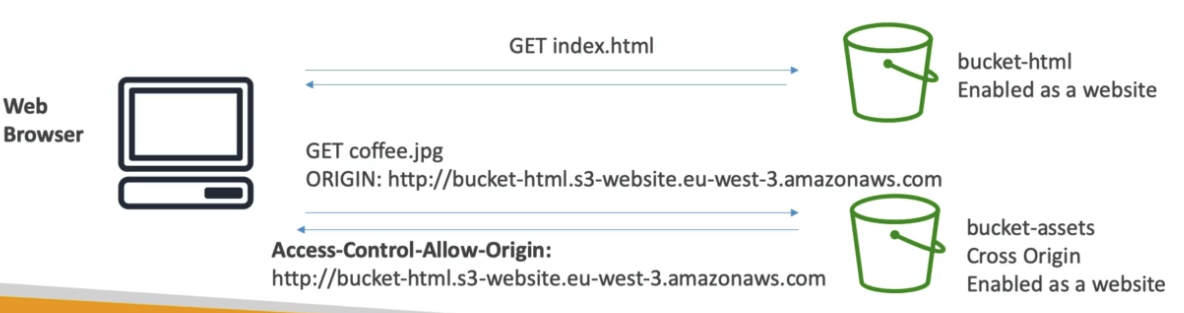 GET index.html
bucket-html
Enabled as a website
Web
Browser
GET coffee.jpg
ORIGIN: http://bucket-html.s3-website.eu-west-3.amazonaws.com
Access-Control-Allow-Origin:
http://bucket-html.s3-website.eu-west-3.amazonaws.com
bucket-assets
Cross Origin
Enabled as a website